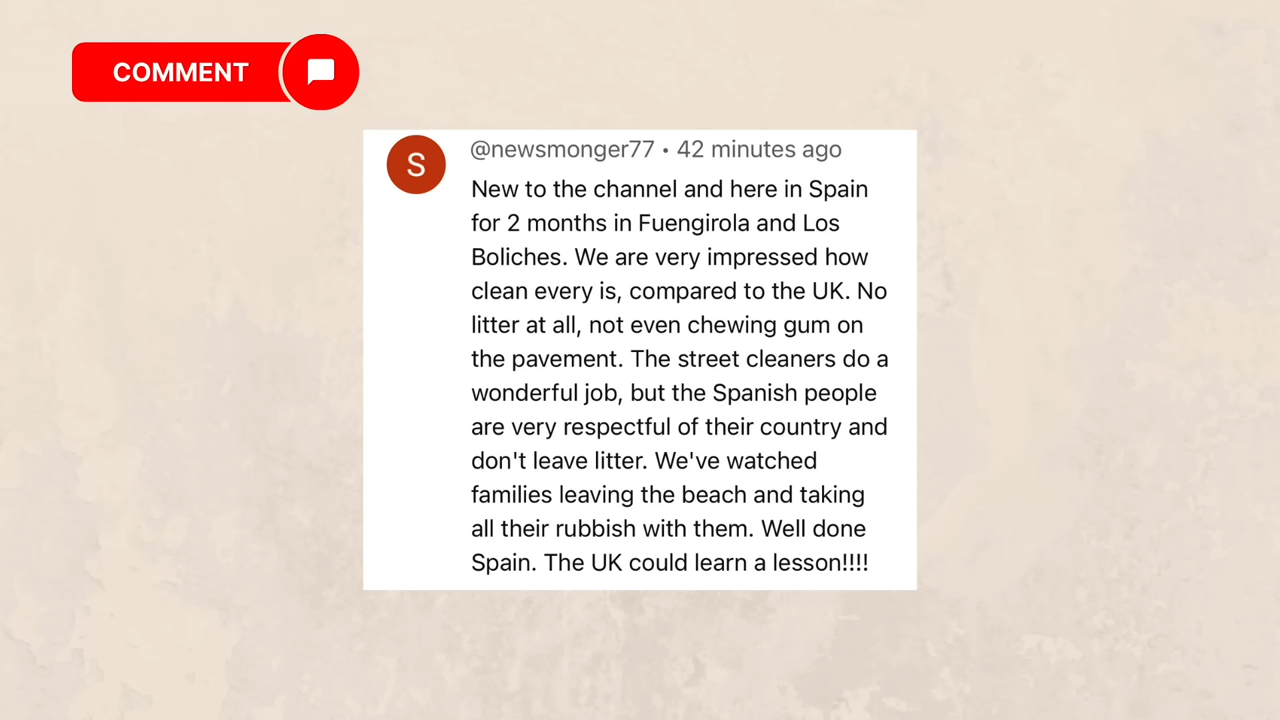 COMMENT
S
@newsmonger77 • 42 minutes ago
New to the channel and here in Spain
for 2 months in Fuengirola and Los
Boliches. We are very impressed how
clean every is, compared to the UK. No
litter at all, not even chewing gum on
the pavement. The street cleaners do a
wonderful job, but the Spanish people
are very respectful of their country and
don't leave litter. We've watched
families leaving the beach and taking
all their rubbish with them. Well done
Spain. The UK could learn a lesson!!!!